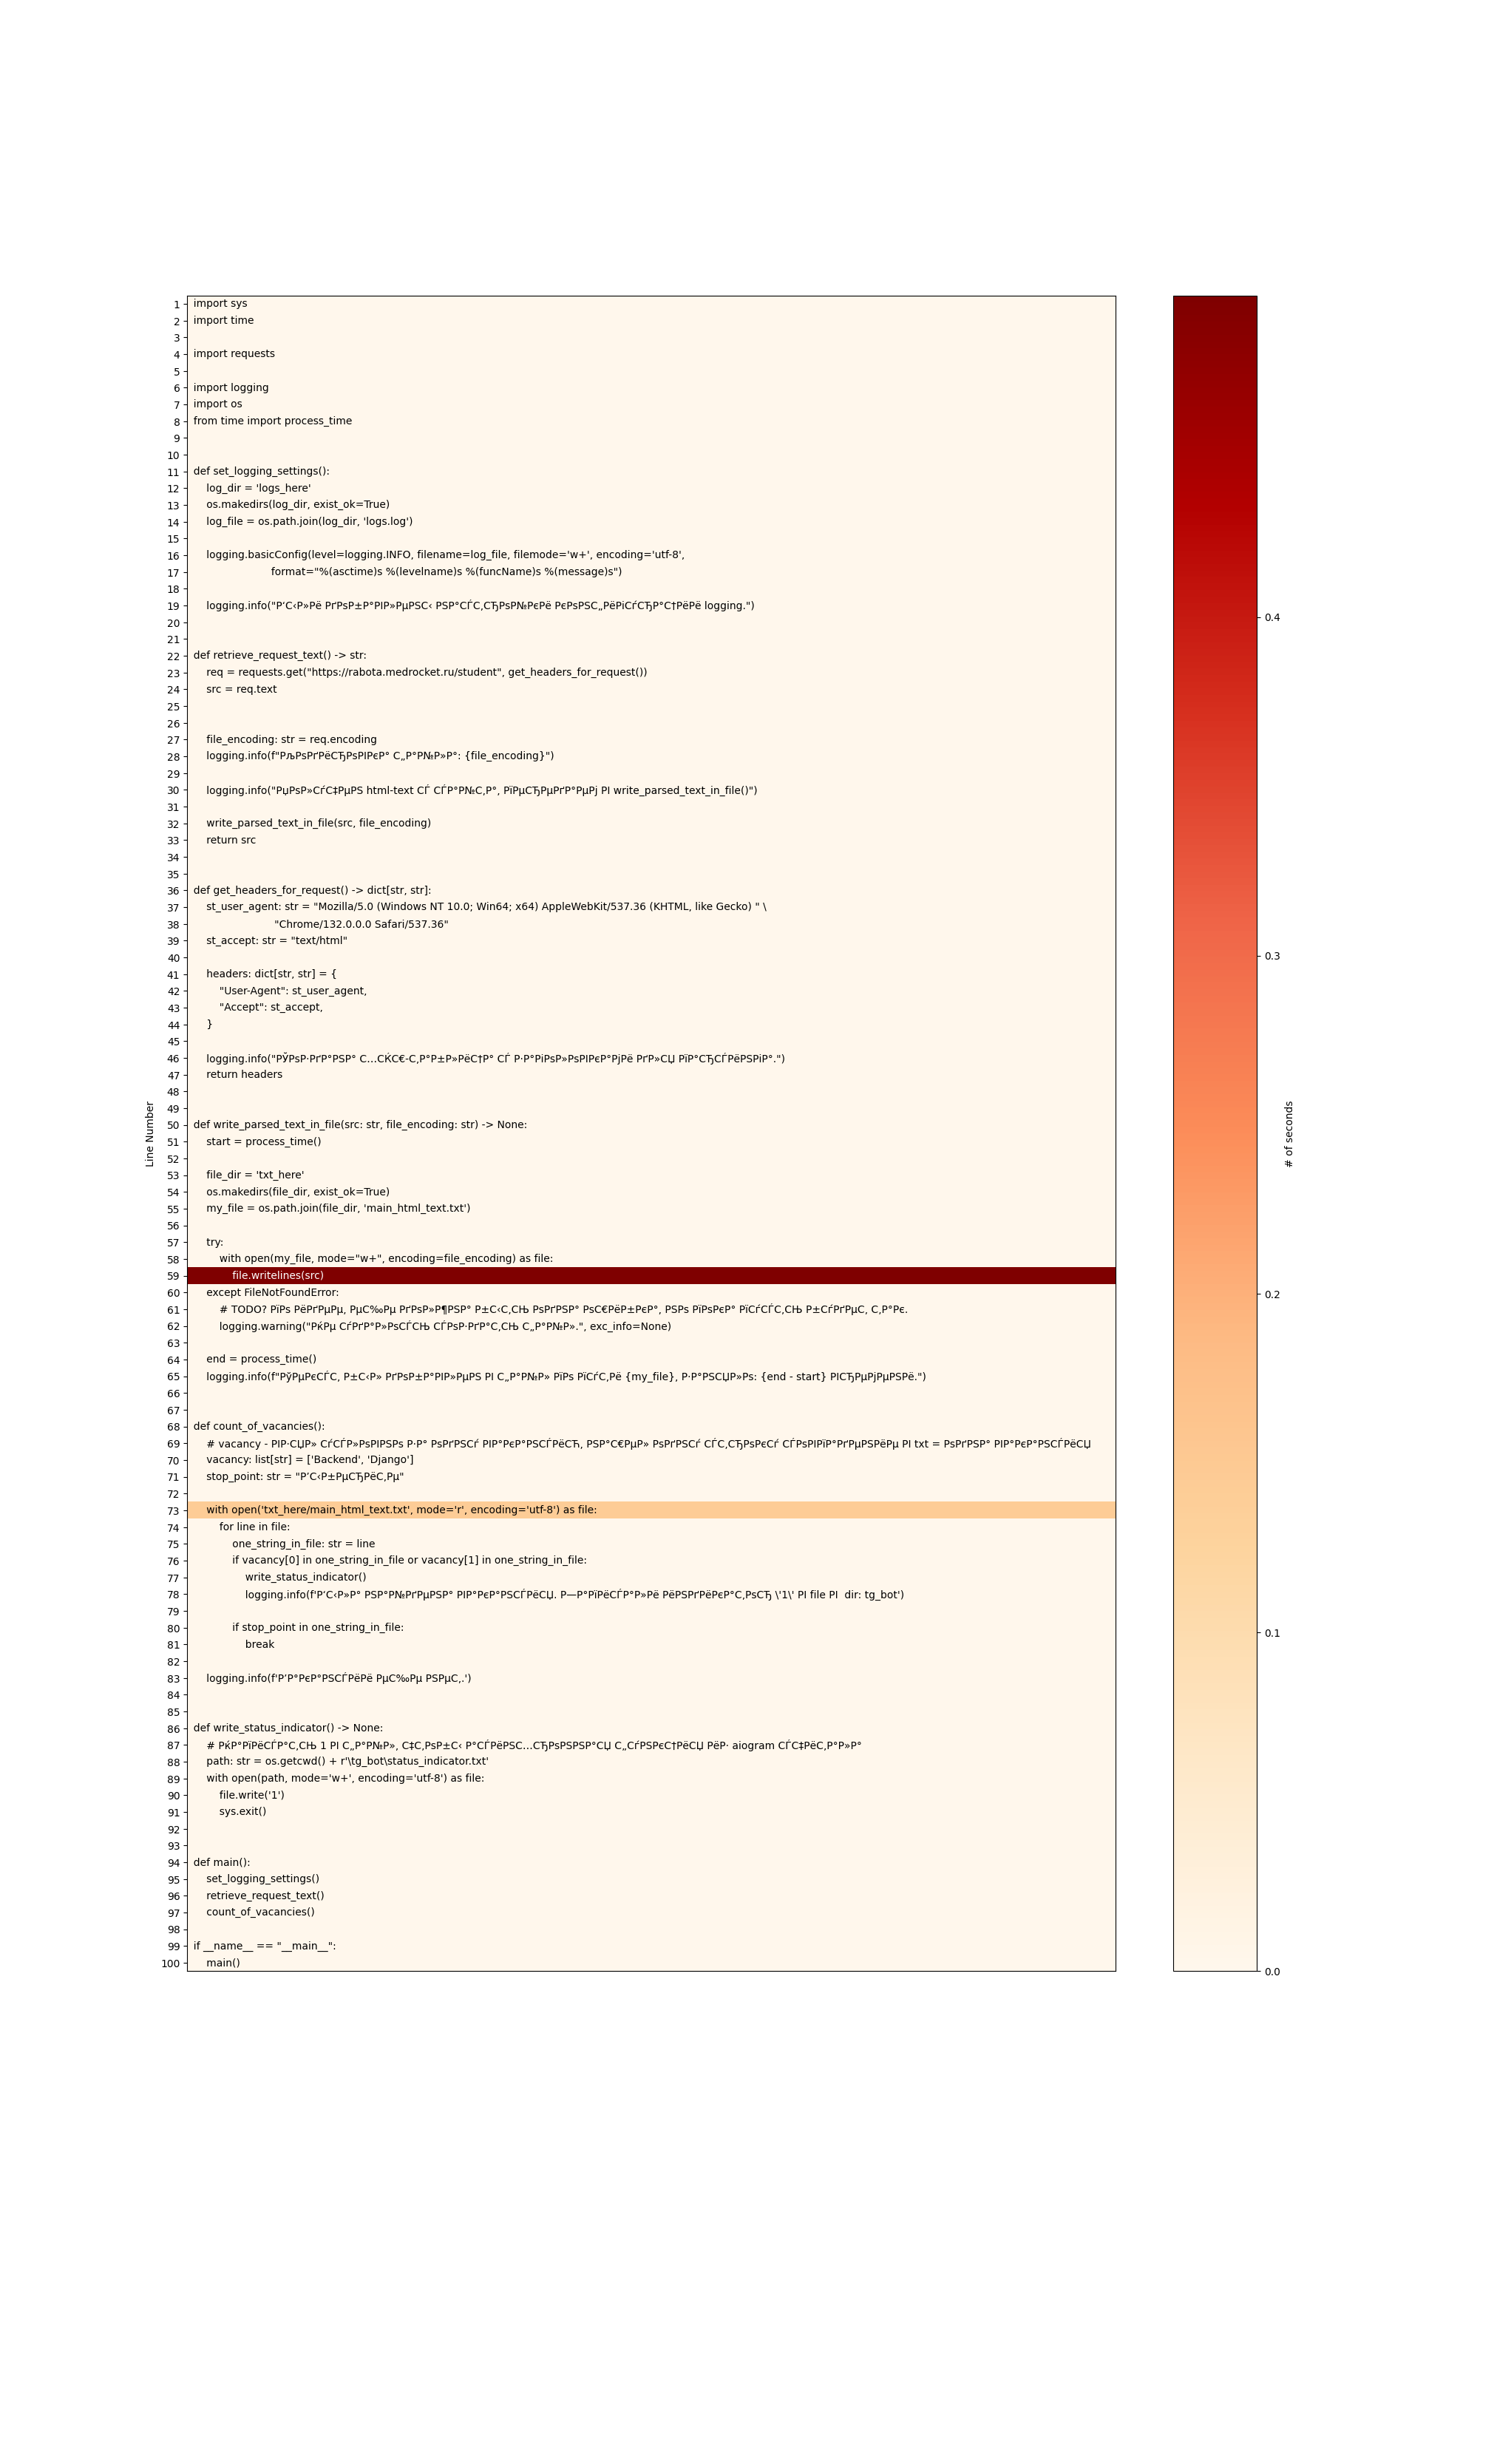 1 import sys
2 import time
3
4 import requests
5
6 import logging
7 import os
8 from time import process_time
9
10
11 def set_logging_settings():
12 log_dir = 'logs_here'
13 os.makedirs(log_dir, exist_ok=True)
14 log_file = os.path.join(log_dir, 'logs.log')
15
16 logging.basicConfig(level=logging.INFO, filename=log_file, filemode='w+', encoding='utf-8',
17 format="%(asctime)s %(levelname)s %(funcName)s %(message)s")
18
19 logging.info("Р‘С‹Р»Рё РґРѕР±Р°РІР»РµРЅС‹ РЅР°СЃС‚СЂРѕР№РєРё РєРѕРЅС„РёРіСѓСЂР°С†РёРё logging.")
20
21
22 def retrieve_request_text() -> str:
23 req = requests.get("https://rabota.medrocket.ru/student", get_headers_for_request())
24 src = req.text
25
26
27 file_encoding: str = req.encoding
28 logging.info(f"РљРѕРґРёСЂРѕРІРєР° С„Р°Р№Р»Р°: {file_encoding}")
29
30 logging.info("РџРѕР»СѓС‡РµРЅ html-text СЃ СЃР°Р№С‚Р°, РїРµСЂРµРґР°РµРј РІ write_parsed_text_in_file()")
31
32 write_parsed_text_in_file(src, file_encoding)
33 return src
34
35
36 def get_headers_for_request() -> dict[str, str]:
37 st_user_agent: str = "Mozilla/5.0 (Windows NT 10.0; Win64; x64) AppleWebKit/537.36 (KHTML, like Gecko) " \
38 "Chrome/132.0.0.0 Safari/537.36"
39 st_accept: str = "text/html"
40
41 headers: dict[str, str] = {
42 "User-Agent": st_user_agent,
43 "Accept": st_accept,
44 }
45
46 logging.info("РЎРѕР·РґР°РЅР° С…СЌС€-С‚Р°Р±Р»РёС†Р° СЃ Р·Р°РіРѕР»РѕРІРєР°РјРё РґР»СЏ РїР°СЂСЃРёРЅРіР°.")
47 return headers
48
49
50 def write_parsed_text_in_file(src: str, file_encoding: str) -> None:
51 start = process_time()
52
53 file_dir = 'txt_here'
54 os.makedirs(file_dir, exist_ok=True)
55 my_file = os.path.join(file_dir, 'main_html_text.txt')
56
57 try:
58 with open(my_file, mode="w+", encoding=file_encoding) as file:
59 file.writelines(src)
60 except FileNotFoundError:
61 # TODO? РїРѕ РёРґРµРµ, РµС‰Рµ РґРѕР»Р¶РЅР° Р±С‹С‚СЊ РѕРґРЅР° РѕС€РёР±РєР°, РЅРѕ РїРѕРєР° РїСѓСЃС‚СЊ Р±СѓРґРµС‚ С‚Р°Рє.
62 logging.warning("РќРµ СѓРґР°Р»РѕСЃСЊ СЃРѕР·РґР°С‚СЊ С„Р°Р№Р».", exc_info=None)
63
64 end = process_time()
65 logging.info(f"РўРµРєСЃС‚ Р±С‹Р» РґРѕР±Р°РІР»РµРЅ РІ С„Р°Р№Р» РїРѕ РїСѓС‚Рё {my_file}, Р·Р°РЅСЏР»Рѕ: {end - start} РІСЂРµРјРµРЅРё.")
66
67
68 def count_of_vacancies():
69 # vacancy - РІР·СЏР» СѓСЃР»РѕРІРЅРѕ Р·Р° РѕРґРЅСѓ РІР°РєР°РЅСЃРёСЋ, РЅР°С€РµР» РѕРґРЅСѓ СЃС‚СЂРѕРєСѓ СЃРѕРІРїР°РґРµРЅРёРµ РІ txt = РѕРґРЅР° РІР°РєР°РЅСЃРёСЏ
70 vacancy: list[str] = ['Backend', 'Django']
71 stop_point: str = "Р’С‹Р±РµСЂРёС‚Рµ"
72
73 with open('txt_here/main_html_text.txt', mode='r', encoding='utf-8') as file:
74 for line in file:
75 one_string_in_file: str = line
76 if vacancy[0] in one_string_in_file or vacancy[1] in one_string_in_file:
77 write_status_indicator()
78 logging.info(f'Р‘С‹Р»Р° РЅР°Р№РґРµРЅР° РІР°РєР°РЅСЃРёСЏ. Р—Р°РїРёСЃР°Р»Рё РёРЅРґРёРєР°С‚РѕСЂ \'1\' РІ file РІ  dir: tg_bot')
79
80 if stop_point in one_string_in_file:
81 break
82
83 logging.info(f'Р’Р°РєР°РЅСЃРёРё РµС‰Рµ РЅРµС‚.')
84
85
86 def write_status_indicator() -> None:
87 # РќР°РїРёСЃР°С‚СЊ 1 РІ С„Р°Р№Р», С‡С‚РѕР±С‹ Р°СЃРёРЅС…СЂРѕРЅРЅР°СЏ С„СѓРЅРєС†РёСЏ РёР· aiogram СЃС‡РёС‚Р°Р»Р°
88 path: str = os.getcwd() + r'\tg_bot\status_indicator.txt'
89 with open(path, mode='w+', encoding='utf-8') as file:
90 file.write('1')
91 sys.exit()
92
93
94 def main():
95 set_logging_settings()
96 retrieve_request_text()
97 count_of_vacancies()
98
99 if __name__ == "__main__":
100 main()
Line Number
0.4
0.3
0.2
0.1
0.0
# of seconds